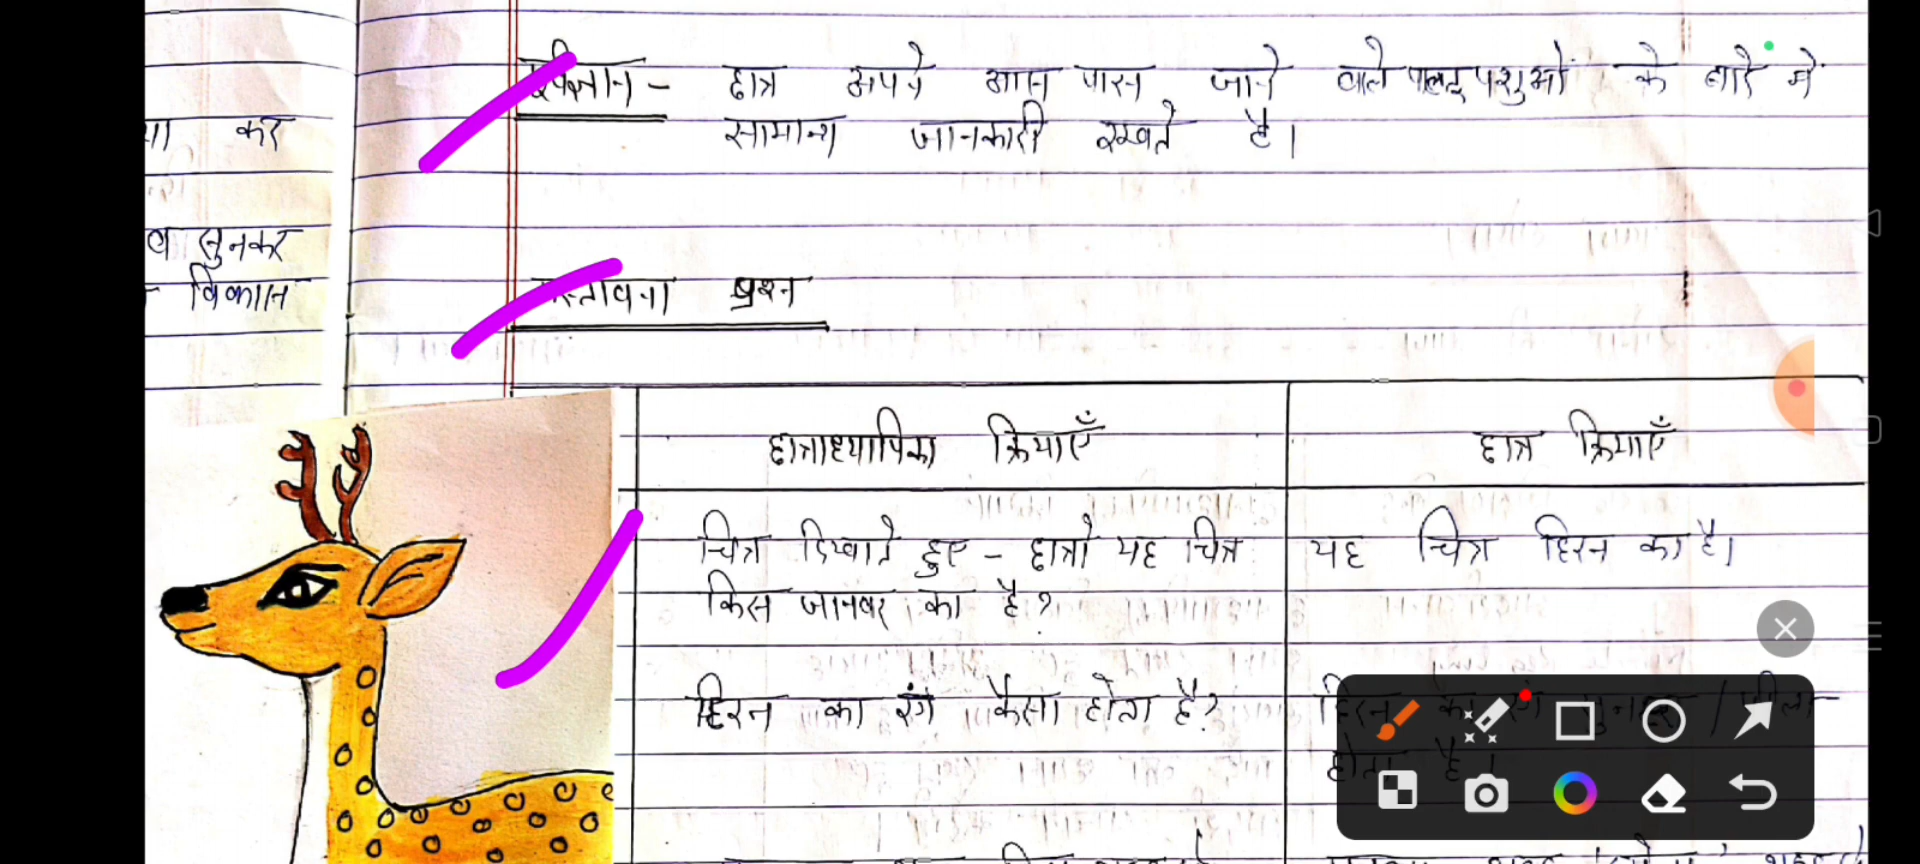 या कर
व सुनकर
विकास
पूर्वज्ञान - छात्र अपने आस पास जाने वाले पालतू पशुओं के बारे में
सामान्य जानकारी रखते है।
प्रस्तावना प्रश्न
छात्राध्यापिका क्रियाएँ
छात्र क्रियाएँ
चित्र दिखाते हुए - छात्रों यह चित्र
किस जानवर का है?
यह चित्र हिरन का है।
हिरन का रंग कैसा होता है?
हिरन का रंग
होता है।